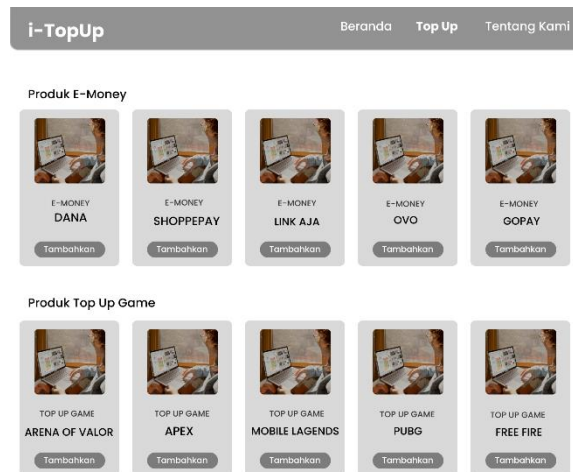 i-TopUp
Beranda Top Up Tentang Kami
Produk E-Money
E-MONEY E-MONEY E-MONEY E-MONEY E-MONEY
DANA SHOPPEPAY LINK AJA OVO GOPAY
Tambahkan Tambahkan Tambahkan Tambahkan Tambahkan
Produk Top Up Game
TOP UP GAME TOP UP GAME TOP UP GAME TOP UP GAME TOP UP GAME
ARENA OF VALOR APEX MOBILE LAGENDS PUBG FREE FIRE
Tambahkan Tambahkan Tambahkan Tambahkan Tambahkan